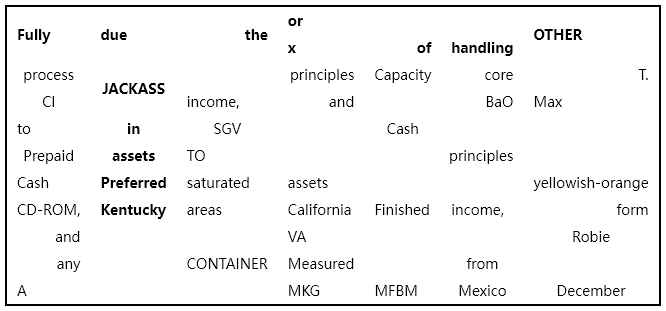 or
Fully due the OTHER
x of handling
process principles Capacity core T.
JACKASS
CI income, and BaO Max
to in SGV Cash
Prepaid assets TO principles
Cash Preferred saturated assets yellowish-orange
CD-ROM, Kentucky areas California Finished income, form
and VA Robie
any CONTAINER Measured from
A MKG MFBM Mexico December